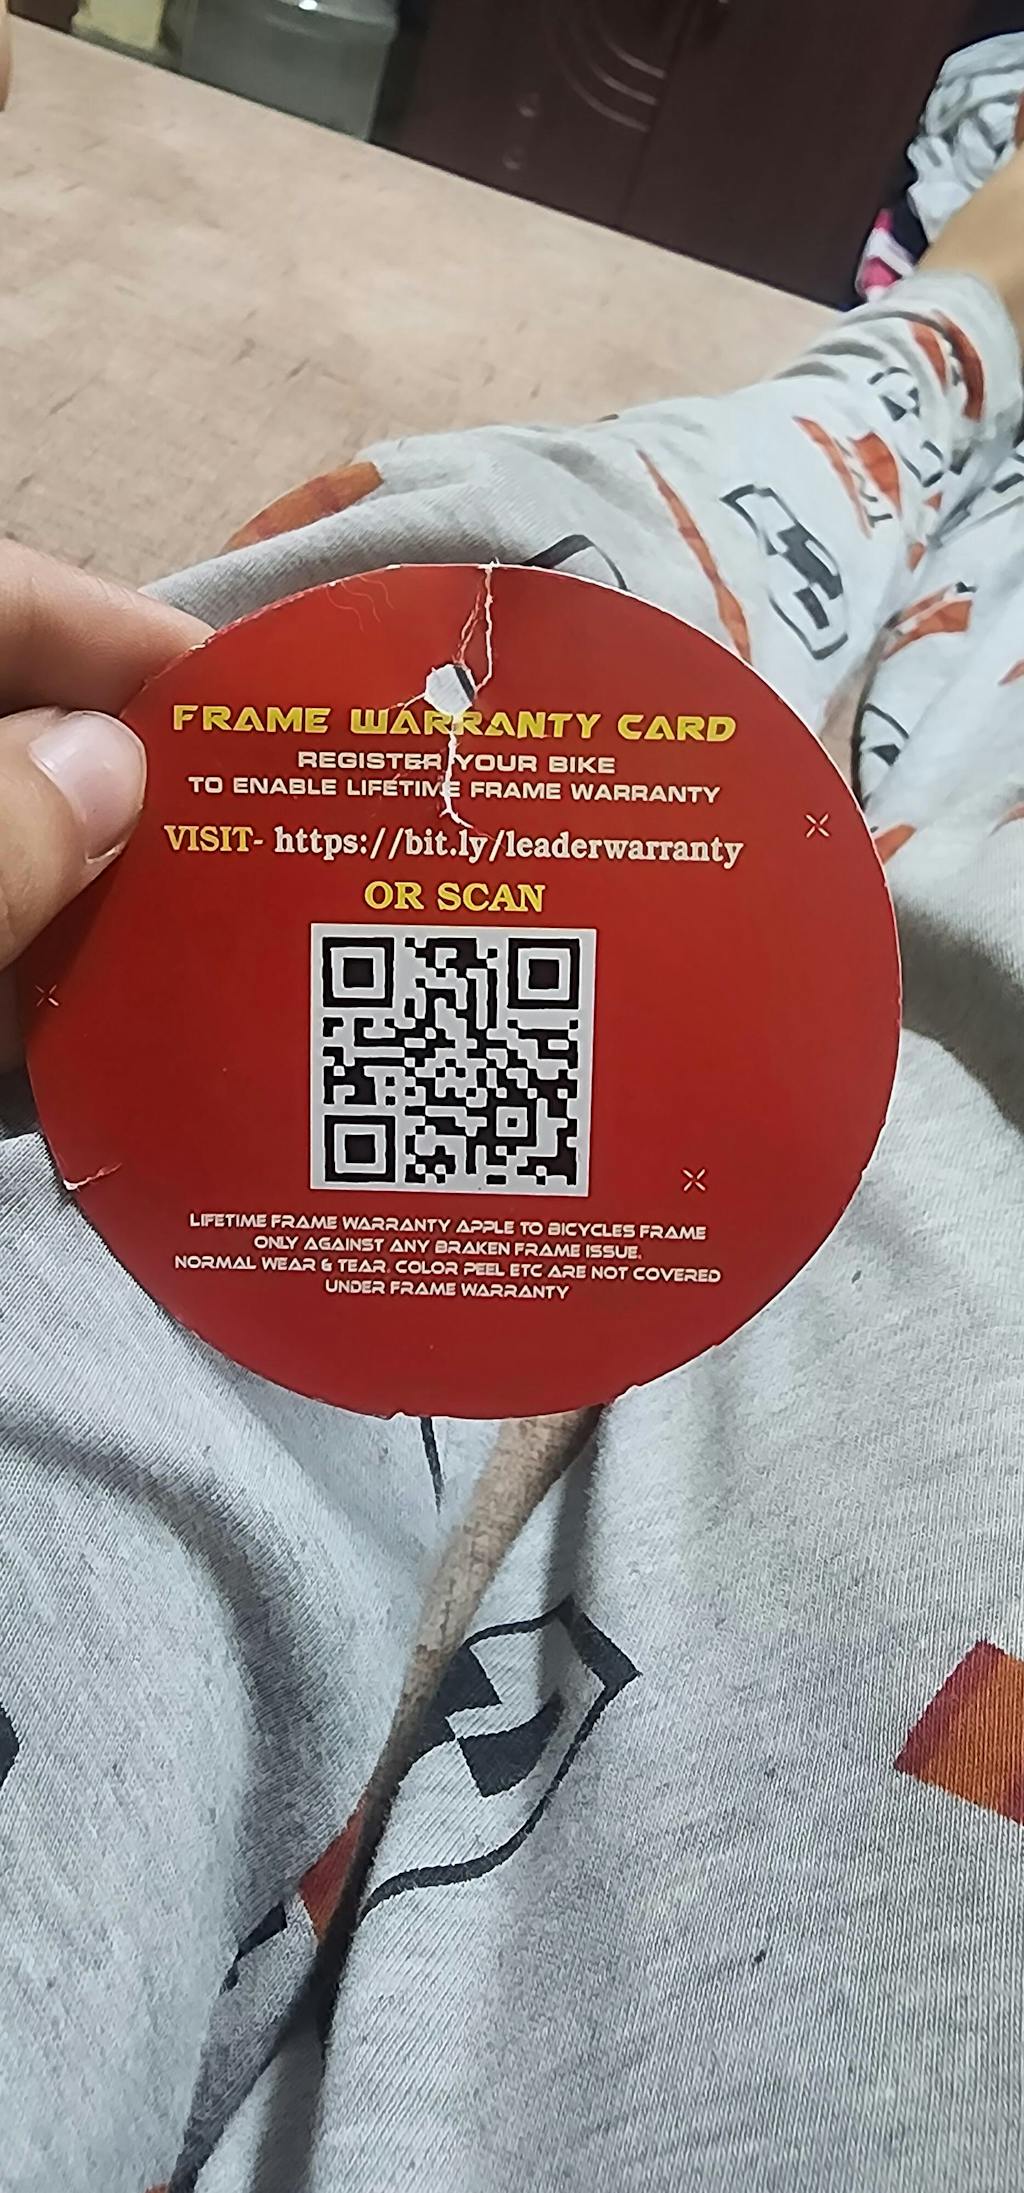 FRAME WARRANTY CARD
REGISTER YOUR BIKE
TO ENABLE LIFETIME FRAME WARRANTY
VISIT- https://bit.ly/leaderwarranty
OR SCAN
LIFETIME FRAME WARRANTY APPLE TO BICYCLES FRAME
ONLY AGAINST ANY BRAKEN FRAME ISSUE.
NORMAL WEAR & TEAR. COLOR PEEL ETC ARE NOT COVERED
UNDER FRAME WARRANTY